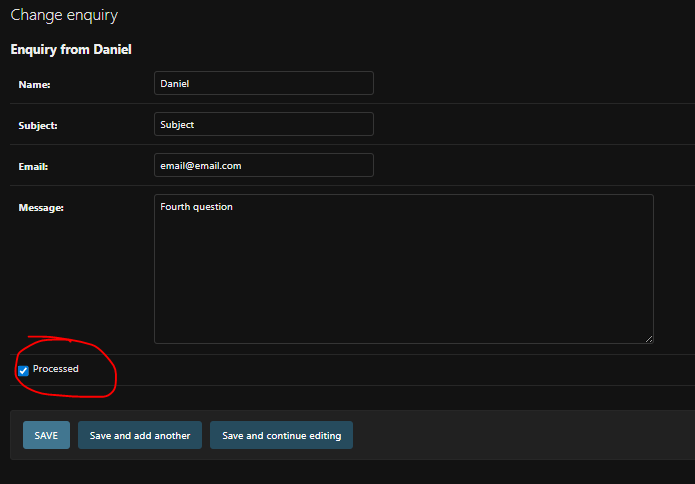 Change enquiry
Enquiry from Daniel
Name: Daniel
Subject: Subject
Email: email@email.com
Message: Fourth question
Processed
SAVE Save and add another Save and continue editing